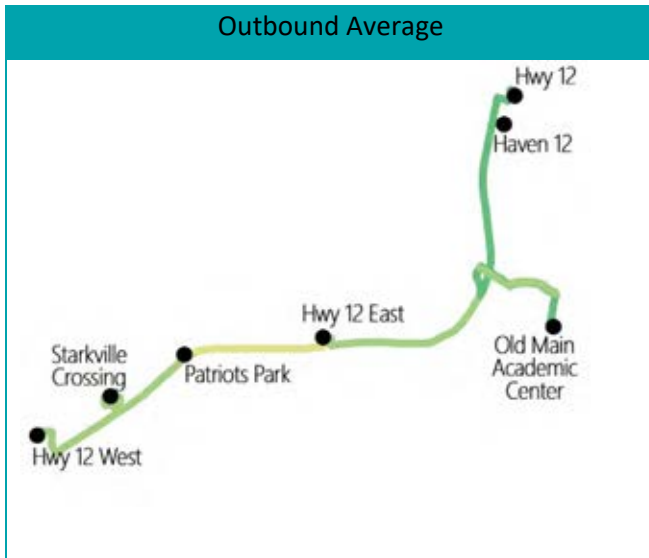 Outbound Average
Hwy 12
Haven 12
Hwy 12 East
Old Main
Academic
Center
Starkville
Crossing
Patriots Park
Hwy 12 West